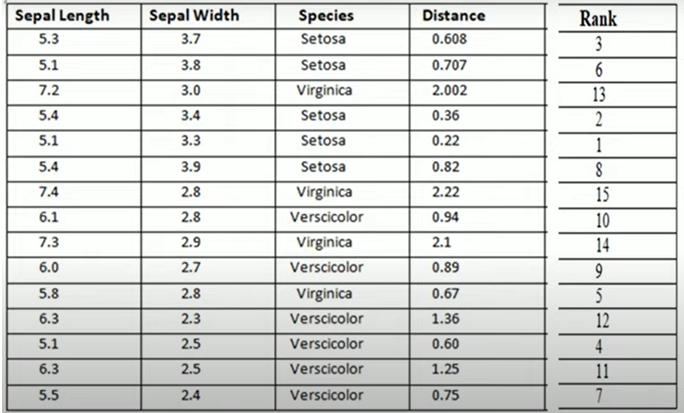 Sepal Length Sepal Width Species Distance Rank
5.3 3.7 Setosa 0.608 3
5.1 3.8 Setosa 0.707 6
7.2 3.0 Virginica 2.002 13
5.4 3.4 Setosa 0.36 2
5.1 3.3 Setosa 0.22 1
5.4 3.9 Setosa 0.82 8
7.4 2.8 Virginica 2.22 15
6.1 2.8 Verscicolor 0.94 10
7.3 2.9 Virginica 2.1 14
6.0 2.7 Verscicolor 0.89 9
5.8 2.8 Virginica 0.67 5
6.3 2.3 Verscicolor 1.36 12
5.1 2.5 Verscicolor 0.60 4
6.3 2.5 Verscicolor 1.25 11
5.5 2.4 Verscicolor 0.75 7